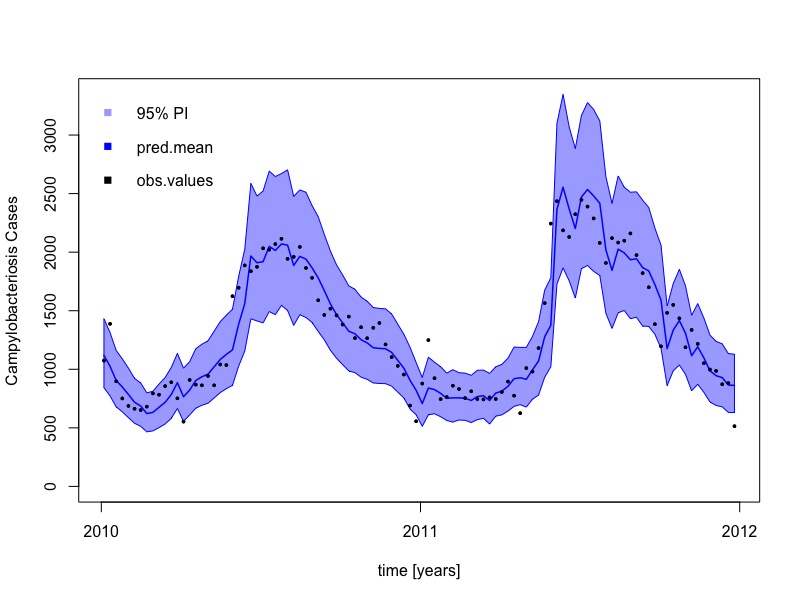 95% PI
pred.mean
obs.values
Campylobacteriosis Cases
3000
2500
2000
1500
1000
500
0
2010
2011
2012
time [years]